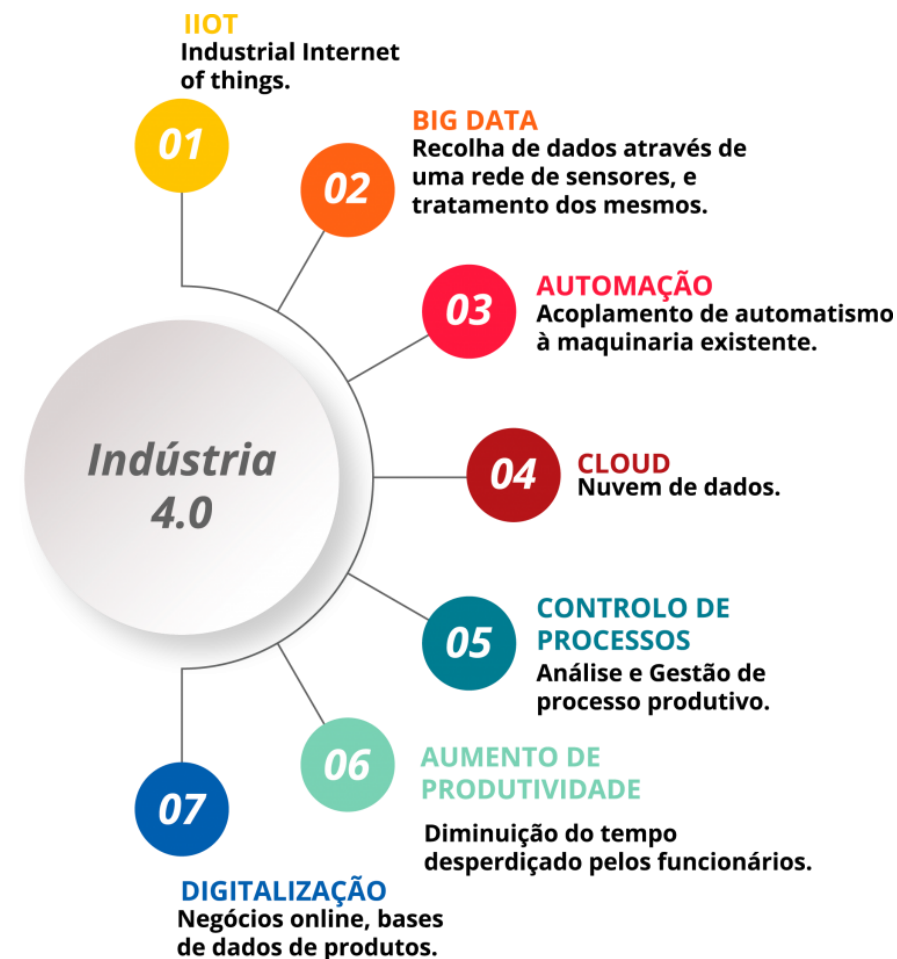 IIOT
Industrial Internet
of things.
01
BIG DATA
Recolha de dados através de
uma rede de sensores, e
tratamento dos mesmos.
02
AUTOMAÇÃO
Acoplamento de automatismo
à maquinaria existente.
03
Indústria
4.0
CLOUD
Nuvem de dados.
04
CONTROLO DE
PROCESSOS
Análise e Gestão de
processo produtivo.
05
AUMENTO DE
PRODUTIVIDADE
Diminuição do tempo
desperdiçado pelos funcionários.
06
07
DIGITALIZAÇÃO
Negócios online, bases
de dados de produtos.